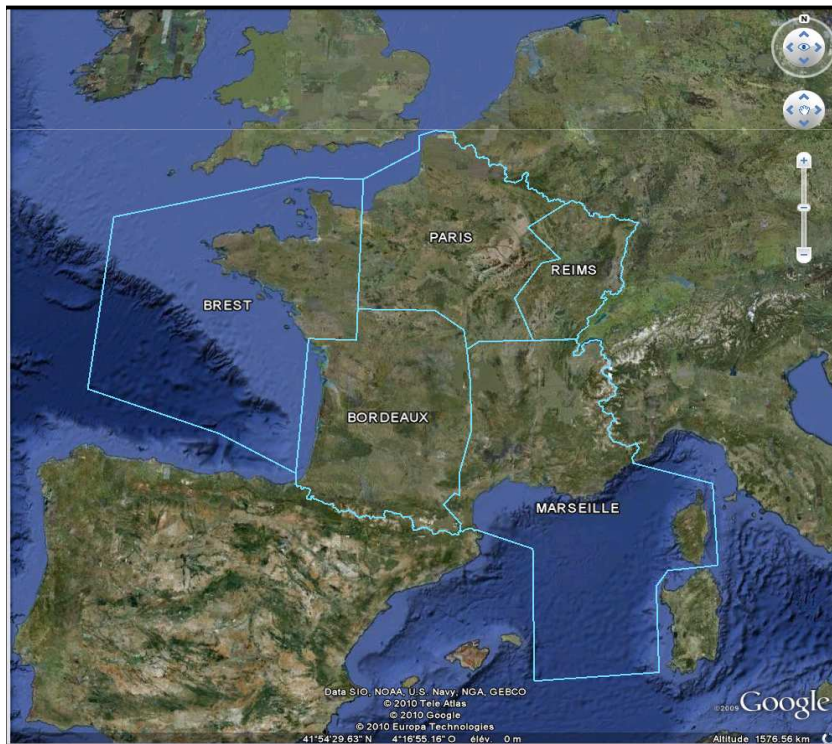 N
PARIS
REIMS
BREST
BORDEAUX
MARSEILLE
Data SIO, NOAA, U.S. Navy, NGA, GEBCO
© 2010 Tele Atlas
© 2010 Google
© 2010 Europa Technologies
©2009 Google
41°54'29.63" N 4°16'55.16" O élév. 0 m
Altitude 1576.56 km